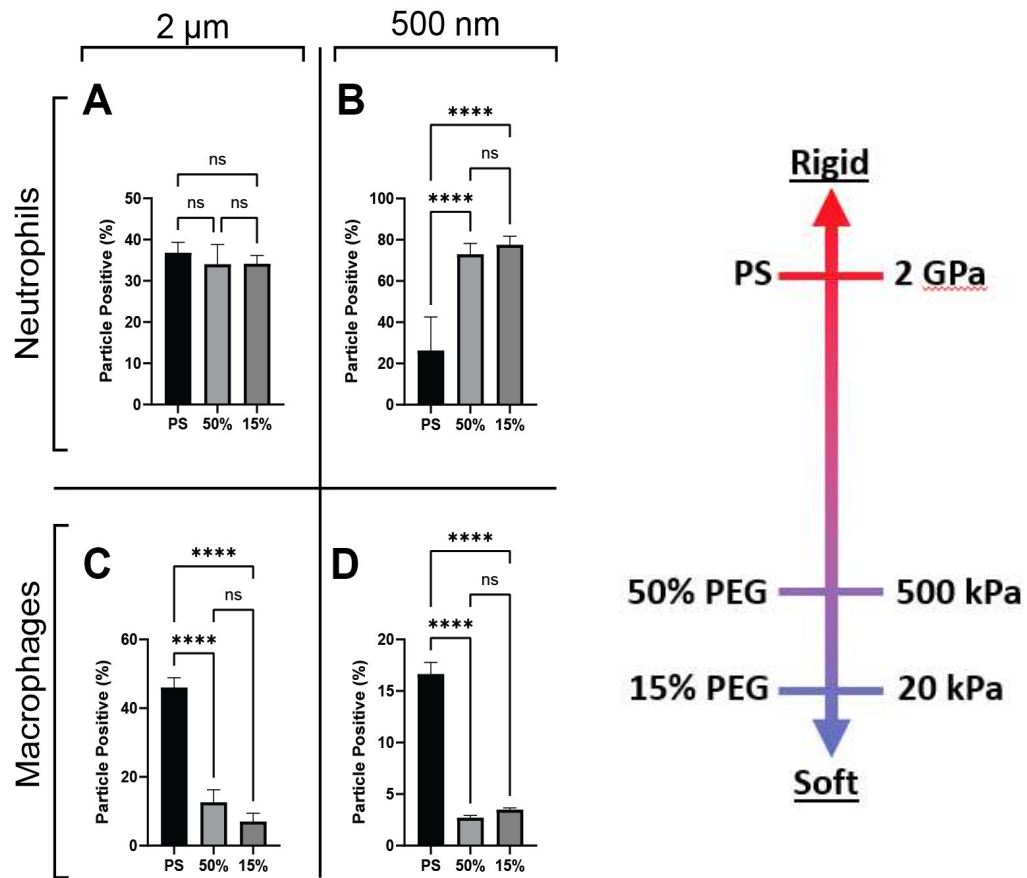 2 µm
500 nm
Neutrophils
A
ns
ns
ns
Particle Positive (%)
50
40
30
20
10
0
PS 50% 15%
B
****
ns
****
Particle Positive (%)
100
80
60
40
20
0
PS 50% 15%
Macrophages
C
****
ns
****
Particle Positive (%)
60
40
20
0
PS 50% 15%
D
****
ns
****
Particle Positive (%)
20
15
10
5
0
PS 50% 15%
Rigid
PS 2 GPa
50% PEG 500 kPa
15% PEG 20 kPa
Soft